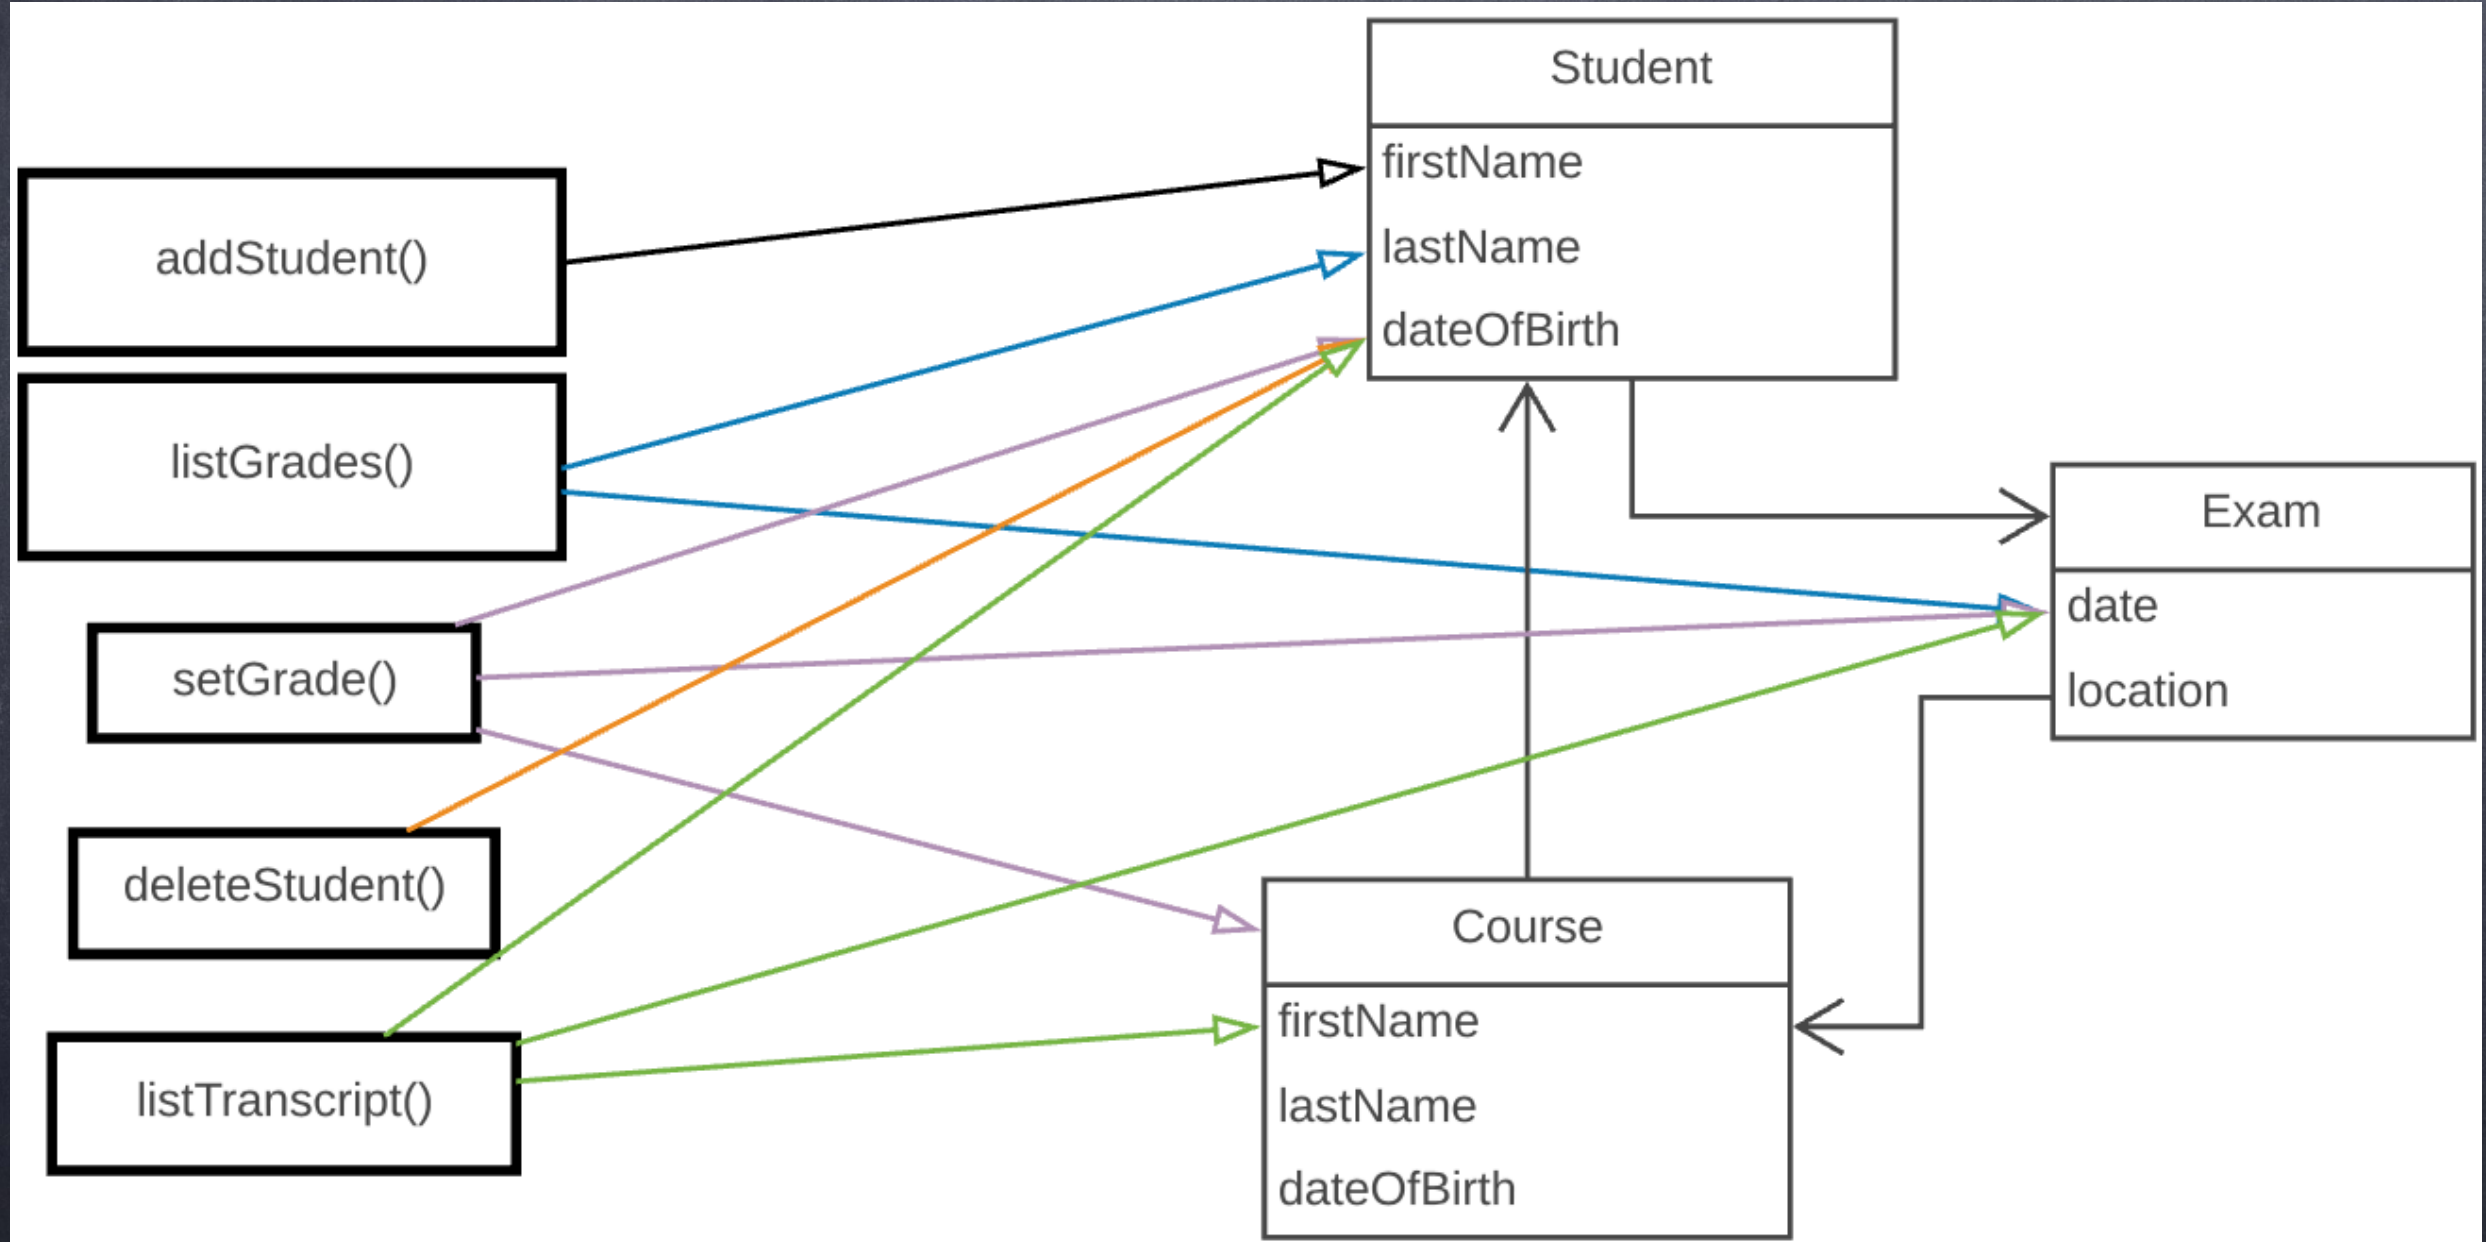 Student
firstName
lastName
dateOfBirth
addStudent()
listGrades()
setGrade()
deleteStudent()
listTranscript()
Exam
date
location
Course
firstName
lastName
dateOfBirth